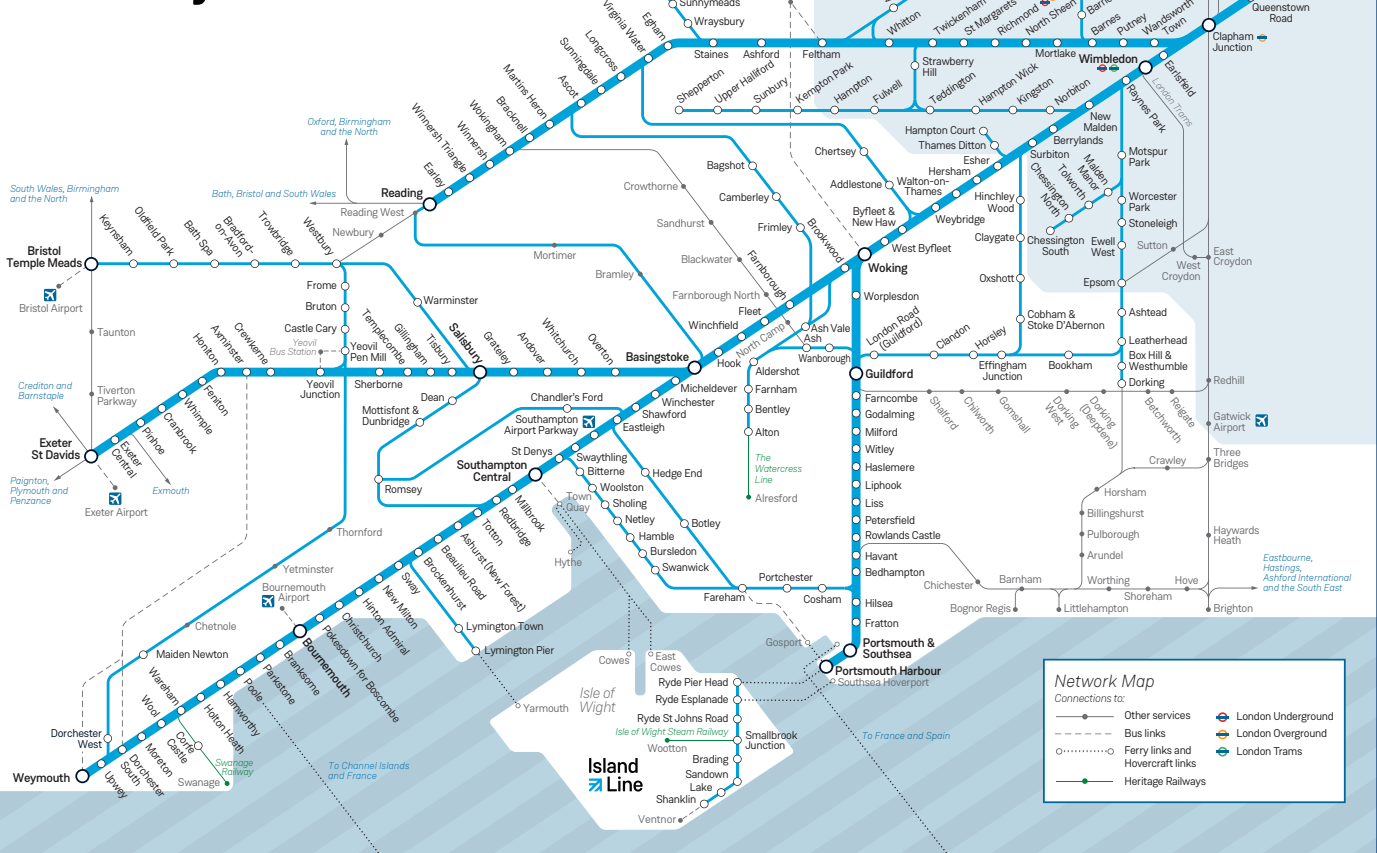 Sunnymeads
Wraysbury
Virginia Water
Egham
Staines
Ashford
Feltham
Whitton
Twickenham
St Margarets
Richmond
North Sheen
Mortlake
Barnes
Putney
Wandsworth
Town
Queenstown
Road
Clapham
Junction
Wimbledon
Earlsfield
London Trams
Raynes Park
Longcross
Sunningdale
Ascot
Martins Heron
Bracknell
Wokingham
Winnersh
Winnersh Triangle
Earley
Reading
Reading West
Newbury
Oxford, Birmingham
and the North
Bath, Bristol and South Wales
South Wales, Birmingham
and the North
Shepperton
Upper Halliford
Sunbury
Kempton Park
Hampton
Fulwell
Strawberry
Hill
Teddington
Hampton Wick
Kingston
Norbiton
New
Malden
Berrylands
Surbiton
Hampton Court
Thames Ditton
Esher
Hersham
Walton-on-
Thames
Weybridge
Chertsey
Addlestone
Byfleet &
New Haw
West Byfleet
Woking
Hinchley
Wood
Claygate
Oxshott
Cobham &
Stoke D'Abernon
Malden
Manor
Tolworth
Chessington
North
Chessington
South
Motspur
Park
Worcester
Park
Stoneleigh
Ewell
West
Epsom
Sutton
West
Croydon
East
Croydon
Ashtead
Leatherhead
Box Hill &
Westhumble
Dorking
Bagshot
Camberley
Frimley
Brookwood
Crowthorne
Sandhurst
Blackwater
Farnborough North
Farnborough
North Camp
Fleet
Winchfield
Hook
Basingstoke
Mortimer
Bramley
Ash Vale
Ash
Wanborough
Aldershot
Farnham
Bentley
Alton
The
Watercress
Line
Alresford
Worplesdon
London Road
(Guildford)
Clandon
Horsley
Effingham
Junction
Bookham
Guildford
Farncombe
Godalming
Milford
Witley
Haslemere
Liphook
Liss
Petersfield
Rowlands Castle
Havant
Bedhampton
Hilsea
Fratton
Portsmouth &
Southsea
Portsmouth Harbour
Southsea Hoverport
Gosport
Shalford
Chilworth
Gomshall
Dorking
West
Dorking
(Deepdene)
Betchworth
Reigate
Redhill
Gatwick
Airport
Three
Bridges
Crawley
Horsham
Billingshurst
Pulborough
Arundel
Haywards
Heath
Chichester
Barnham
Bognor Regis
Littlehampton
Worthing
Shoreham
Hove
Brighton
Eastbourne,
Hastings,
Ashford International
and the South East
Bristol
Temple Meads
Bristol Airport
Keynsham
Oldfield Park
Bath Spa
Bradford-
on-Avon
Trowbridge
Westbury
Taunton
Tiverton
Parkway
Frome
Bruton
Castle Cary
Yeovil
Bus Station
Yeovil
Pen Mill
Yeovil
Junction
Warminster
Salisbury
Honiton
Axminster
Crewkerne
Sherborne
Templecombe
Gillingham
Tisbury
Grateley
Andover
Whitchurch
Overton
Crediton and
Barnstaple
Exeter
St Davids
Paignton,
Plymouth and
Penzance
Exeter Airport
Exeter
Central
Exmouth
Pinhoe
Cranbrook
Whimple
Feniton
Dean
Mottisfont &
Dunbridge
Romsey
Chandler's Ford
Southampton
Airport Parkway
Micheldever
Winchester
Shawford
Eastleigh
St Denys
Southampton
Central
Swaythling
Bitterne
Woolston
Sholing
Netley
Hamble
Bursledon
Swanwick
Hedge End
Botley
Fareham
Portchester
Cosham
Town
Quay
Hythe
Millbrook
Redbridge
Totton
Ashurst (New Forest)
Beaulieu Road
Brockenhurst
Lymington Town
Lymington Pier
Sway
New Milton
Hinton Admiral
Christchurch
Pokesdown for Boscombe
Bournemouth
Bournemouth
Airport
Branksome
Parkstone
Poole
Hamworthy
Holton Heath
Wareham
Corfe
Castle
Swanage
Swanage
Railway
Wool
Moreton
Dorchester
South
Upwey
Weymouth
Dorchester
West
Maiden Newton
Chetnole
Yetminster
Thornford
To Channel Islands
and France
To France and Spain
Yarmouth
Cowes
East
Cowes
Isle of
Wight
Ryde Pier Head
Ryde Esplanade
Ryde St Johns Road
Isle of Wight Steam Railway
Wootton
Smallbrook
Junction
Brading
Sandown
Lake
Shanklin
Ventnor
Island
Line
Network Map
Connections to:
Other services
Bus links
Ferry links and
Hovercraft links
Heritage Railways
London Underground
London Overground
London Trams